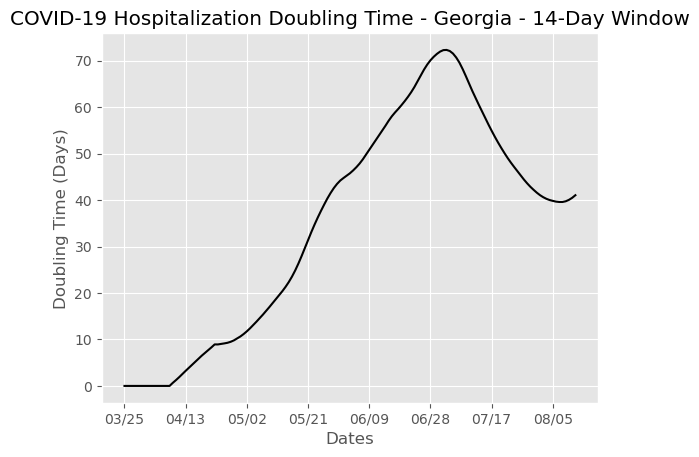 COVID-19 Hospitalization Doubling Time - Georgia - 14-Day Window
70
60
50
40
30
20
10
0
Doubling Time (Days)
03/25 04/13 05/02 05/21 06/09 06/28 07/17 08/05
Dates